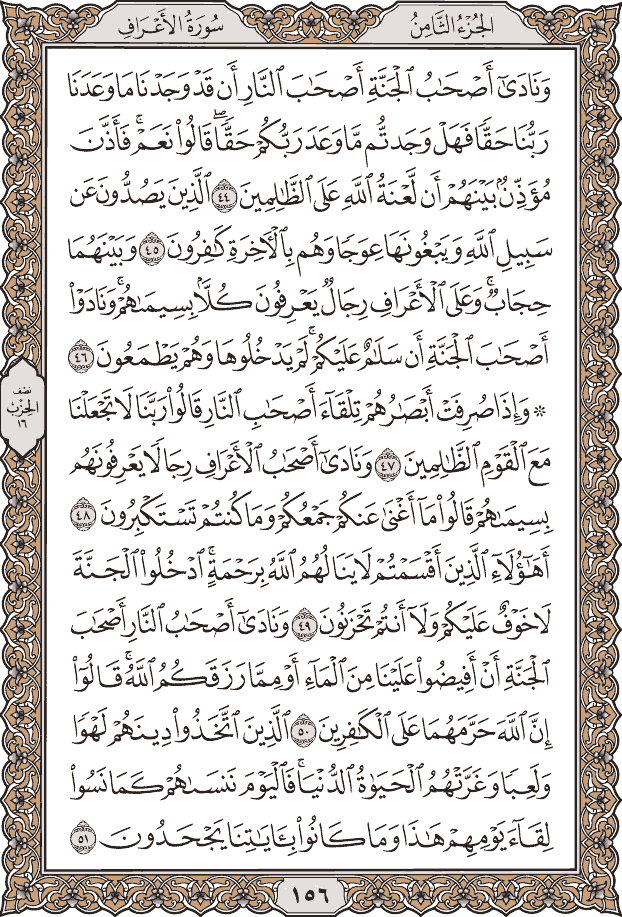 الجُزْءُ الثَّامِنُ
سُورَةُ الأَعْرَافِ
وَنَادَىٰٓ أَصْحَٰبُ ٱلْجَنَّةِ أَصْحَٰبَ ٱلنَّارِ أَن قَدْ وَجَدْنَا مَا وَعَدَنَا
رَبُّنَا حَقًّا فَهَلْ وَجَدتُّم مَّا وَعَدَ رَبُّكُمْ حَقًّا ۖ قَالُوا۟ نَعَمْ ۚ فَأَذَّنَ
مُؤَذِّنٌۢ بَيْنَهُمْ أَن لَّعْنَةُ ٱللَّهِ عَلَى ٱلظَّٰلِمِينَ ٤٤ ٱلَّذِينَ يَصُدُّونَ عَن
سَبِيلِ ٱللَّهِ وَيَبْغُونَهَا عِوَجًا وَهُم بِٱلْأَخِرَةِ كَٰفِرُونَ ٤٥ وَبَيْنَهُمَا
حِجَابٌ ۚ وَعَلَى ٱلْأَعْرَافِ رِجَالٌ يَعْرِفُونَ كُلًّۢا بِسِيمَىٰهُمْ ۚ وَنَادَوْا۟
أَصْحَٰبَ ٱلْجَنَّةِ أَن سَلَٰمٌ عَلَيْكُمْ ۚ لَمْ يَدْخُلُوهَا وَهُمْ يَطْمَعُونَ ٤٦
۞ وَإِذَا صُرِفَتْ أَبْصَٰرُهُمْ تِلْقَآءَ أَصْحَٰبِ ٱلنَّارِ قَالُوا۟ رَبَّنَا لَا تَجْعَلْنَا
مَعَ ٱلْقَوْمِ ٱلظَّٰلِمِينَ ٤٧ وَنَادَىٰٓ أَصْحَٰبُ ٱلْأَعْرَافِ رِجَالًا يَعْرِفُونَهُم
بِسِيمَىٰهُمْ قَالُوا۟ مَآ أَغْنَىٰ عَنكُمْ جَمْعُكُمْ وَمَا كُنتُمْ تَسْتَكْبِرُونَ ٤٨
أَهَٰٓؤُلَآءِ ٱلَّذِينَ أَقْسَمْتُمْ لَا يَنَالُهُمُ ٱللَّهُ بِرَحْمَةٍ ۚ ٱدْخُلُوا۟ ٱلْجَنَّةَ
لَا خَوْفٌ عَلَيْكُمْ وَلَآ أَنتُمْ تَحْزَنُونَ ٤٩ وَنَادَىٰٓ أَصْحَٰبُ ٱلنَّارِ أَصْحَٰبَ
ٱلْجَنَّةِ أَنْ أَفِيضُوا۟ عَلَيْنَا مِنَ ٱلْمَآءِ أَوْ مِمَّا رَزَقَكُمُ ٱللَّهُ ۚ قَالُوٓا۟
إِنَّ ٱللَّهَ حَرَّمَهُمَا عَلَى ٱلْكَٰفِرِينَ ٥٠ ٱلَّذِينَ ٱتَّخَذُوا۟ دِينَهُمْ لَهْوًا
وَلَعِبًا وَغَرَّتْهُمُ ٱلْحَيَوٰةُ ٱلدُّنْيَا ۚ فَٱلْيَوْمَ نَنسَىٰهُمْ كَمَا نَسُوا۟
لِقَآءَ يَوْمِهِمْ هَٰذَا وَمَا كَانُوا۟ بِـَٔايَٰتِنَا يَجْحَدُونَ ٥١
نصف
الحزب
١٦
١٥٦